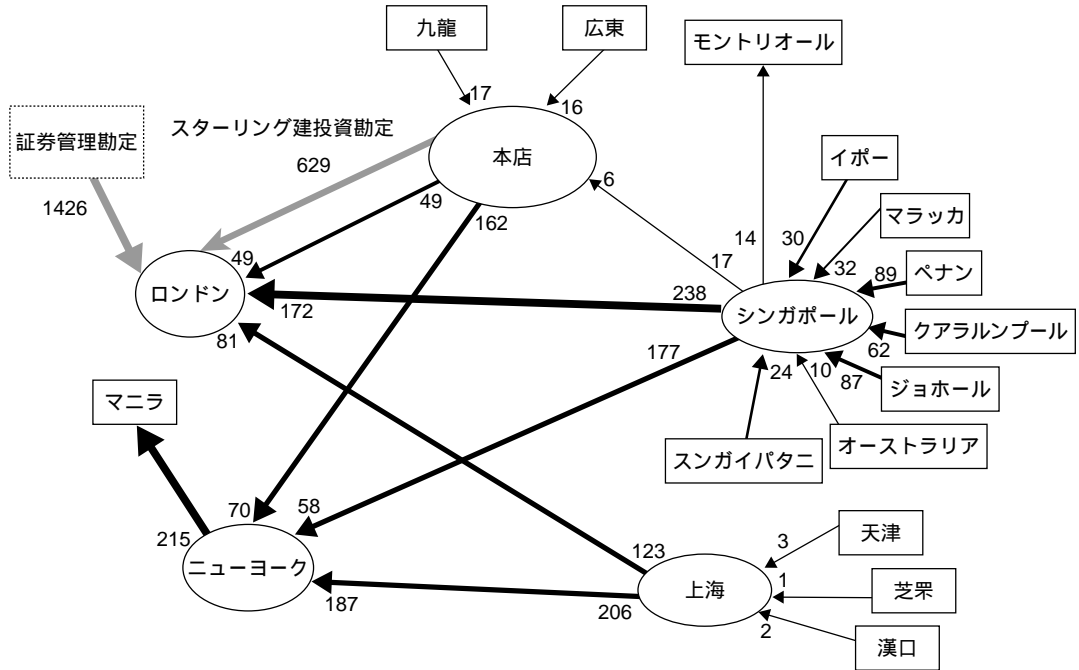 九龍
広東
モントリオール
17
16
証券管理勘定
スターリング建投資勘定
本店
イポー
629
6
1426
49
162
マラッカ
14
30
17
32
89
ペナン
49
ロンドン
172
238
シンガポール
81
62
クアラルンプール
177
24
10
87
ジョホール
マニラ
スンガイパタニ
オーストラリア
70
58
215
天津
3
123
ニューヨーク
1
上海
芝罘
187
206
2
漢口